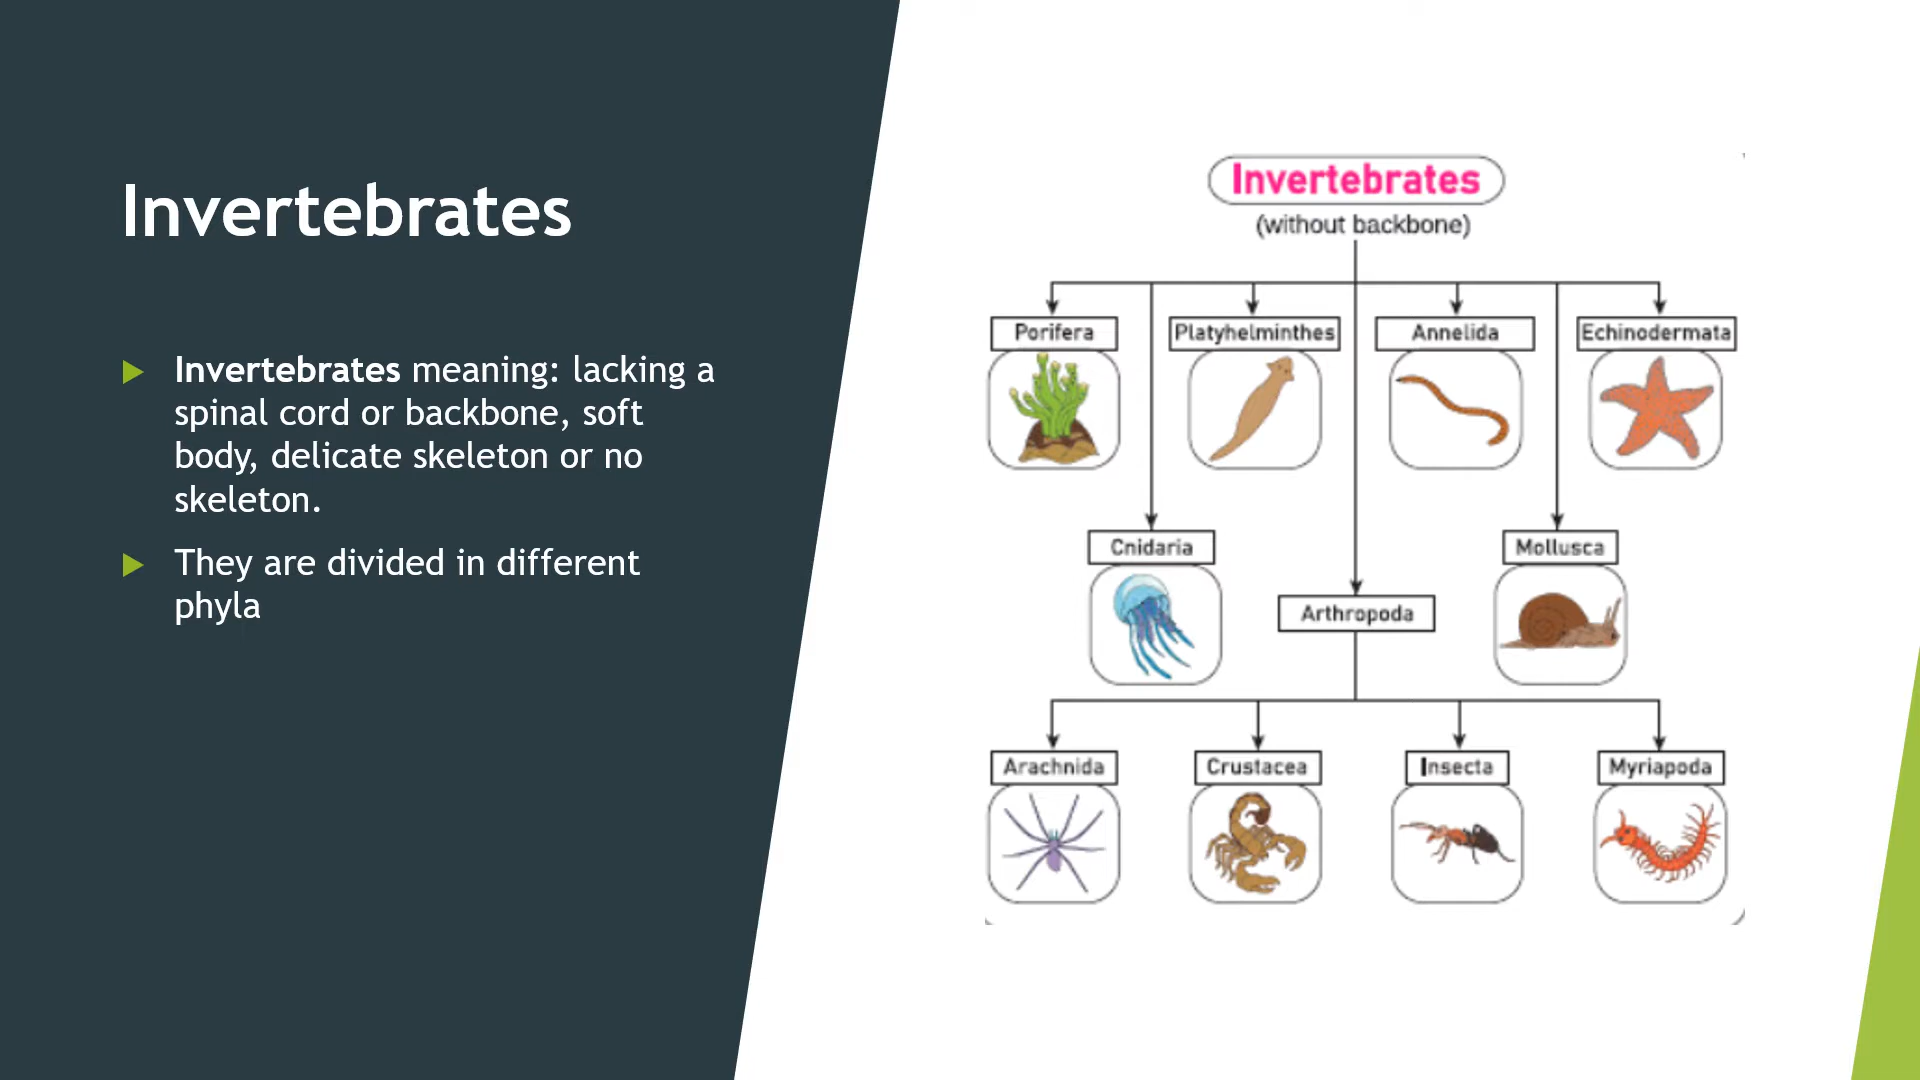 Invertebrates
Invertebrates meaning: lacking a
spinal cord or backbone, soft
body, delicate skeleton or no
skeleton.
They are divided in different
phyla
Invertebrates
(without backbone)
Porifera
Platyhelminthes
Annelida
Echinodermata
Cnidaria
Mollusca
Arthropoda
Arachnida
Crustacea
Insecta
Myriapoda